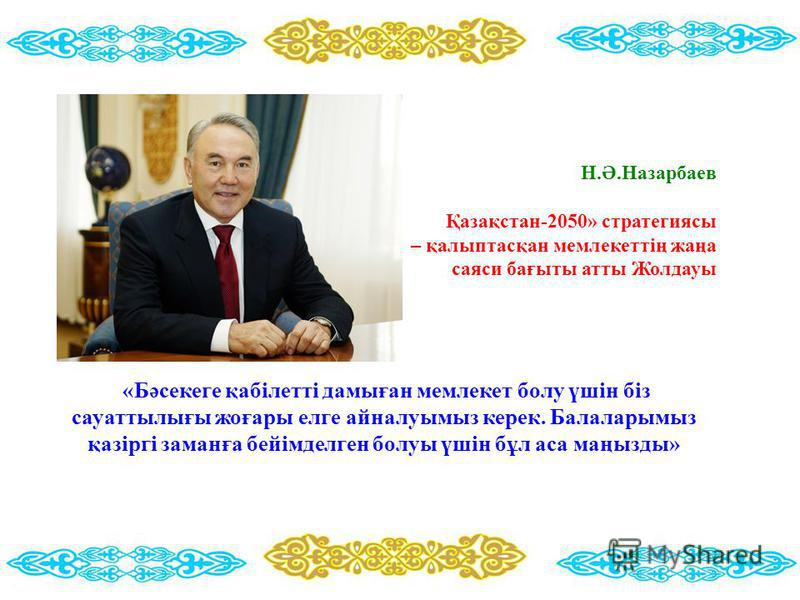 Н.Ә.Назарбаев
Қазақстан-2050» стратегиясы
– қалыптасқан мемлекеттің жаңа
саяси бағыты атты Жолдауы
«Бәсекеге қабілетті дамыған мемлекет болу үшін біз
сауаттылығы жоғары елге айналуымыз керек. Балаларымыз
қазіргі заманға бейімделген болуы үшін бұл аса маңызды»
MyShared